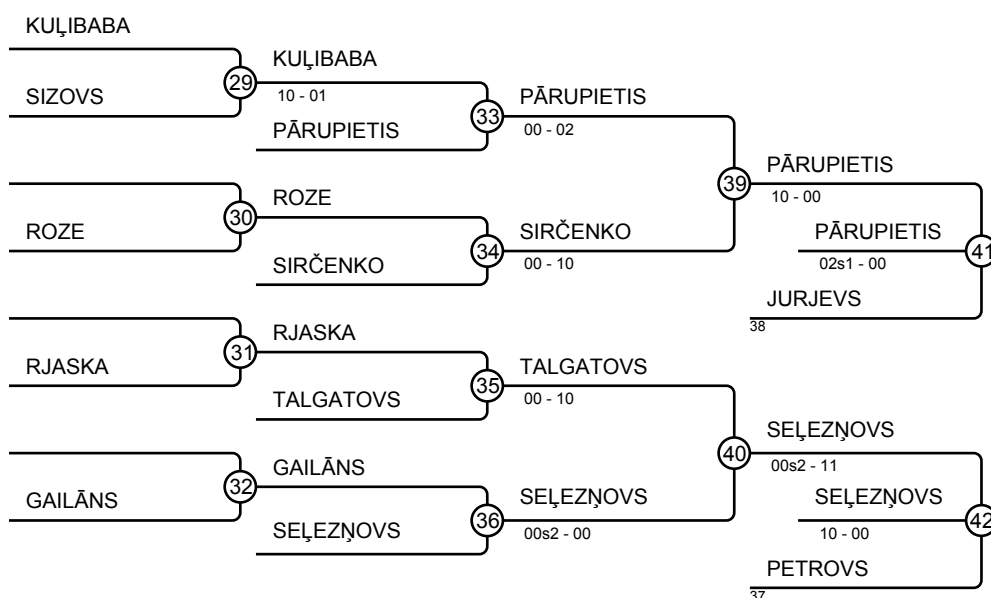 KUĻIBABA
SIZOVS
29
KUĻIBABA
10 - 01
PĀRUPIETIS
33
PĀRUPIETIS
00 - 02
ROZE
30
ROZE
SIRČENKO
34
SIRČENKO
00 - 10
39
PĀRUPIETIS
10 - 00
PĀRUPIETIS
02s1 - 00
41
JURJEVS
38
RJASKA
31
RJASKA
TALGATOVS
35
TALGATOVS
00 - 10
GAILĀNS
32
GAILĀNS
SEĻEZŅOVS
36
SEĻEZŅOVS
00s2 - 00
40
SEĻEZŅOVS
00s2 - 11
SEĻEZŅOVS
10 - 00
42
PETROVS
37